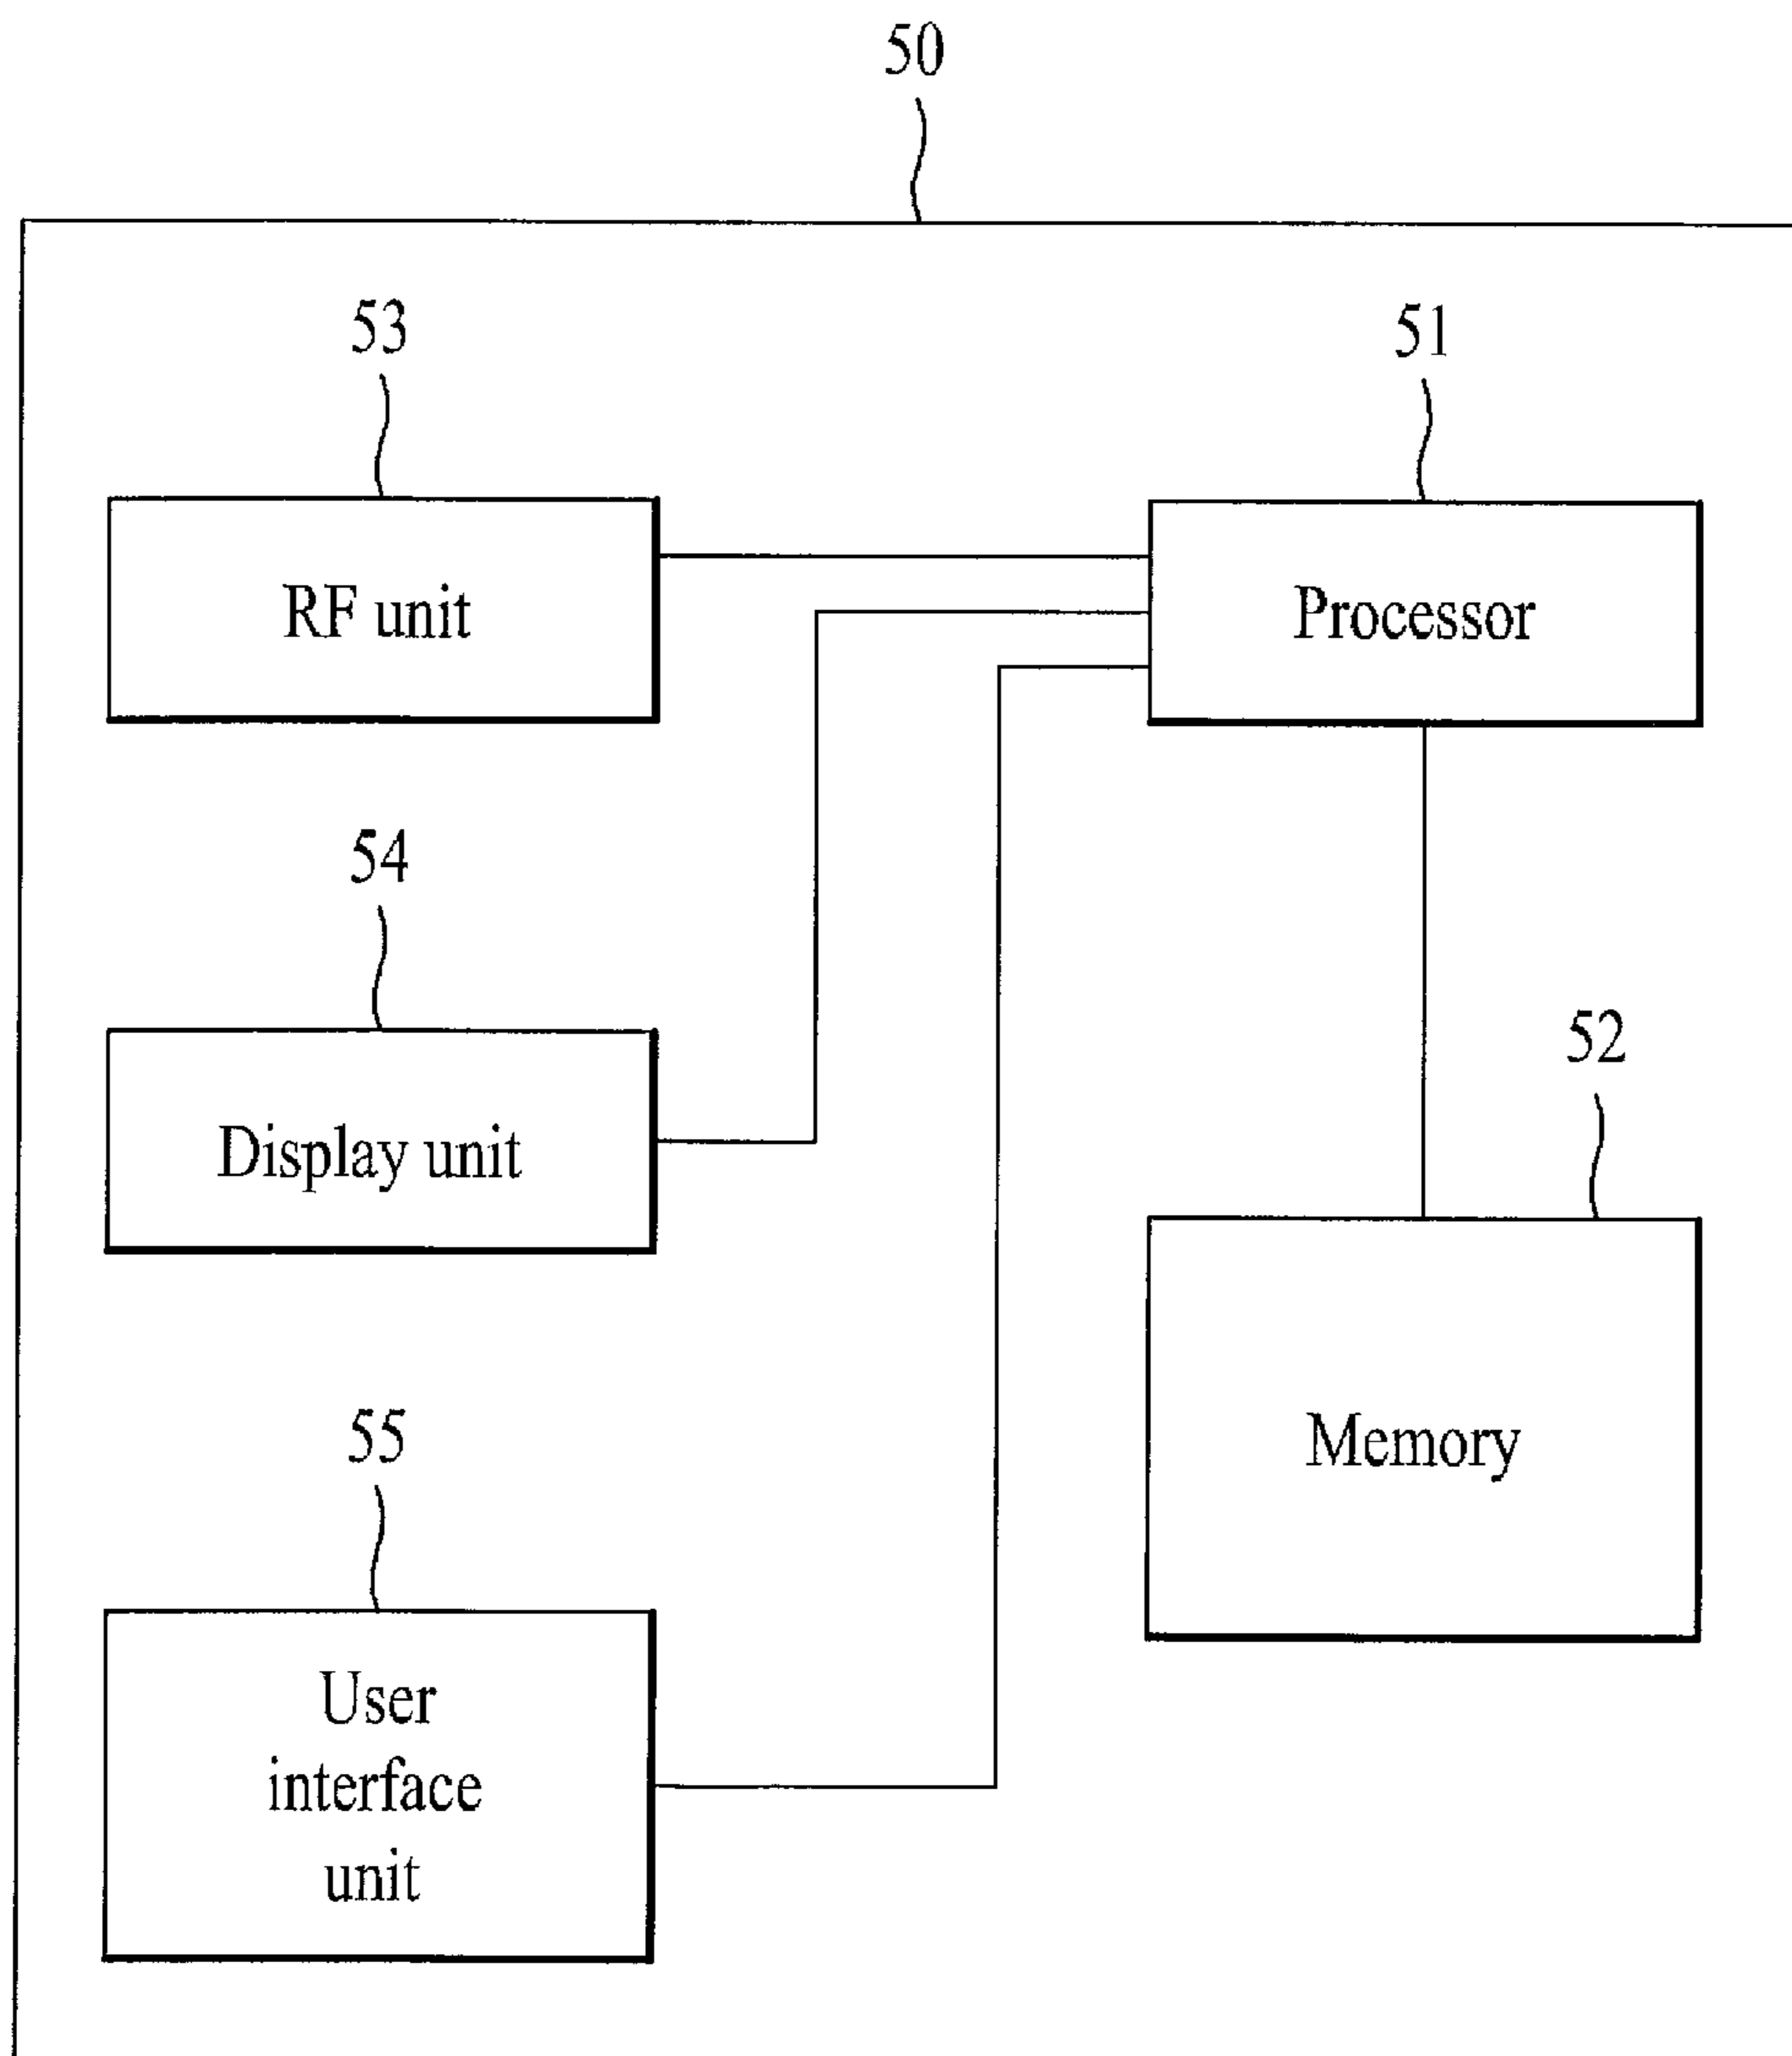 50
53
51
RF unit
Processor
54
52
Display unit
55
Memory
User
interface
unit